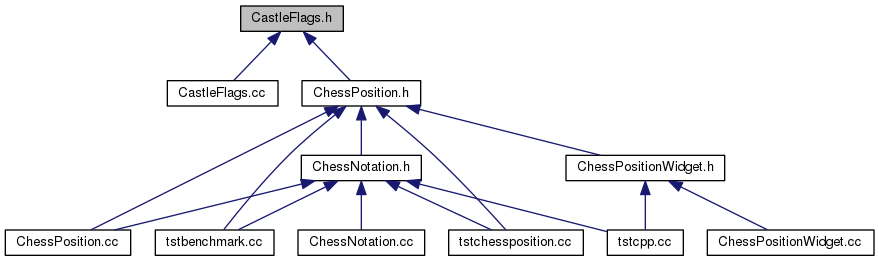 CastleFlags.h
CastleFlags.cc
ChessPosition.h
ChessNotation.h
ChessPositionWidget.h
ChessPosition.cc
tstbenchmark.cc
ChessNotation.cc
tstchessposition.cc
tstcpp.cc
ChessPositionWidget.cc